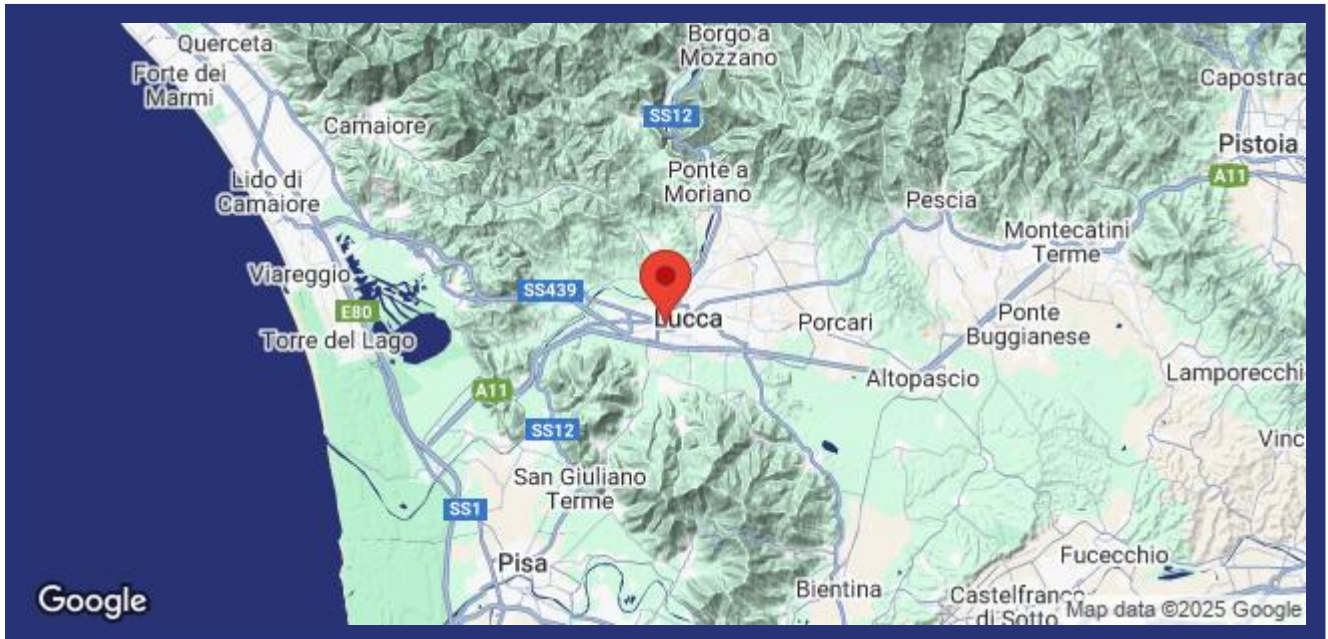 Querceta
Borgo a
Mozzano
Forte dei
Marmi
Capostrac
SS12
Camaiore
Pistoia
Ponte a
Moriano
A11
Lido di
Camaiore
Pescia
Montecatini
Terme
Viareggio
SS439
E80
Lucca
Porcari
Ponte
Buggianese
Torre del Lago
Altopascio
Lamporecchi
A11
SS12
Vinc
San Giuliano
Terme
SS1
Pisa
Fucecchio
Bientina
Castelfranco
di Sotto
Google
Map data ©2025 Google